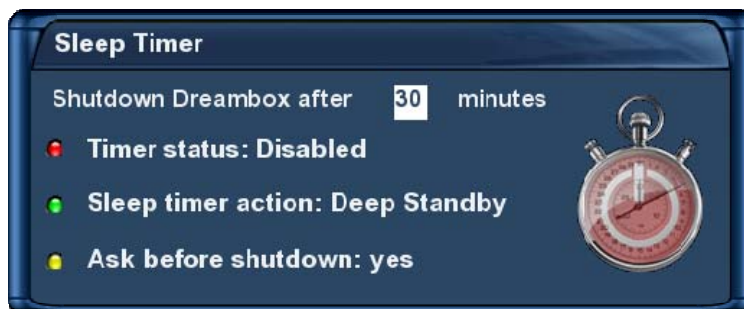 Sleep Timer
Shutdown Dreambox after 30 minutes
Timer status: Disabled
Sleep timer action: Deep Standby
Ask before shutdown: yes